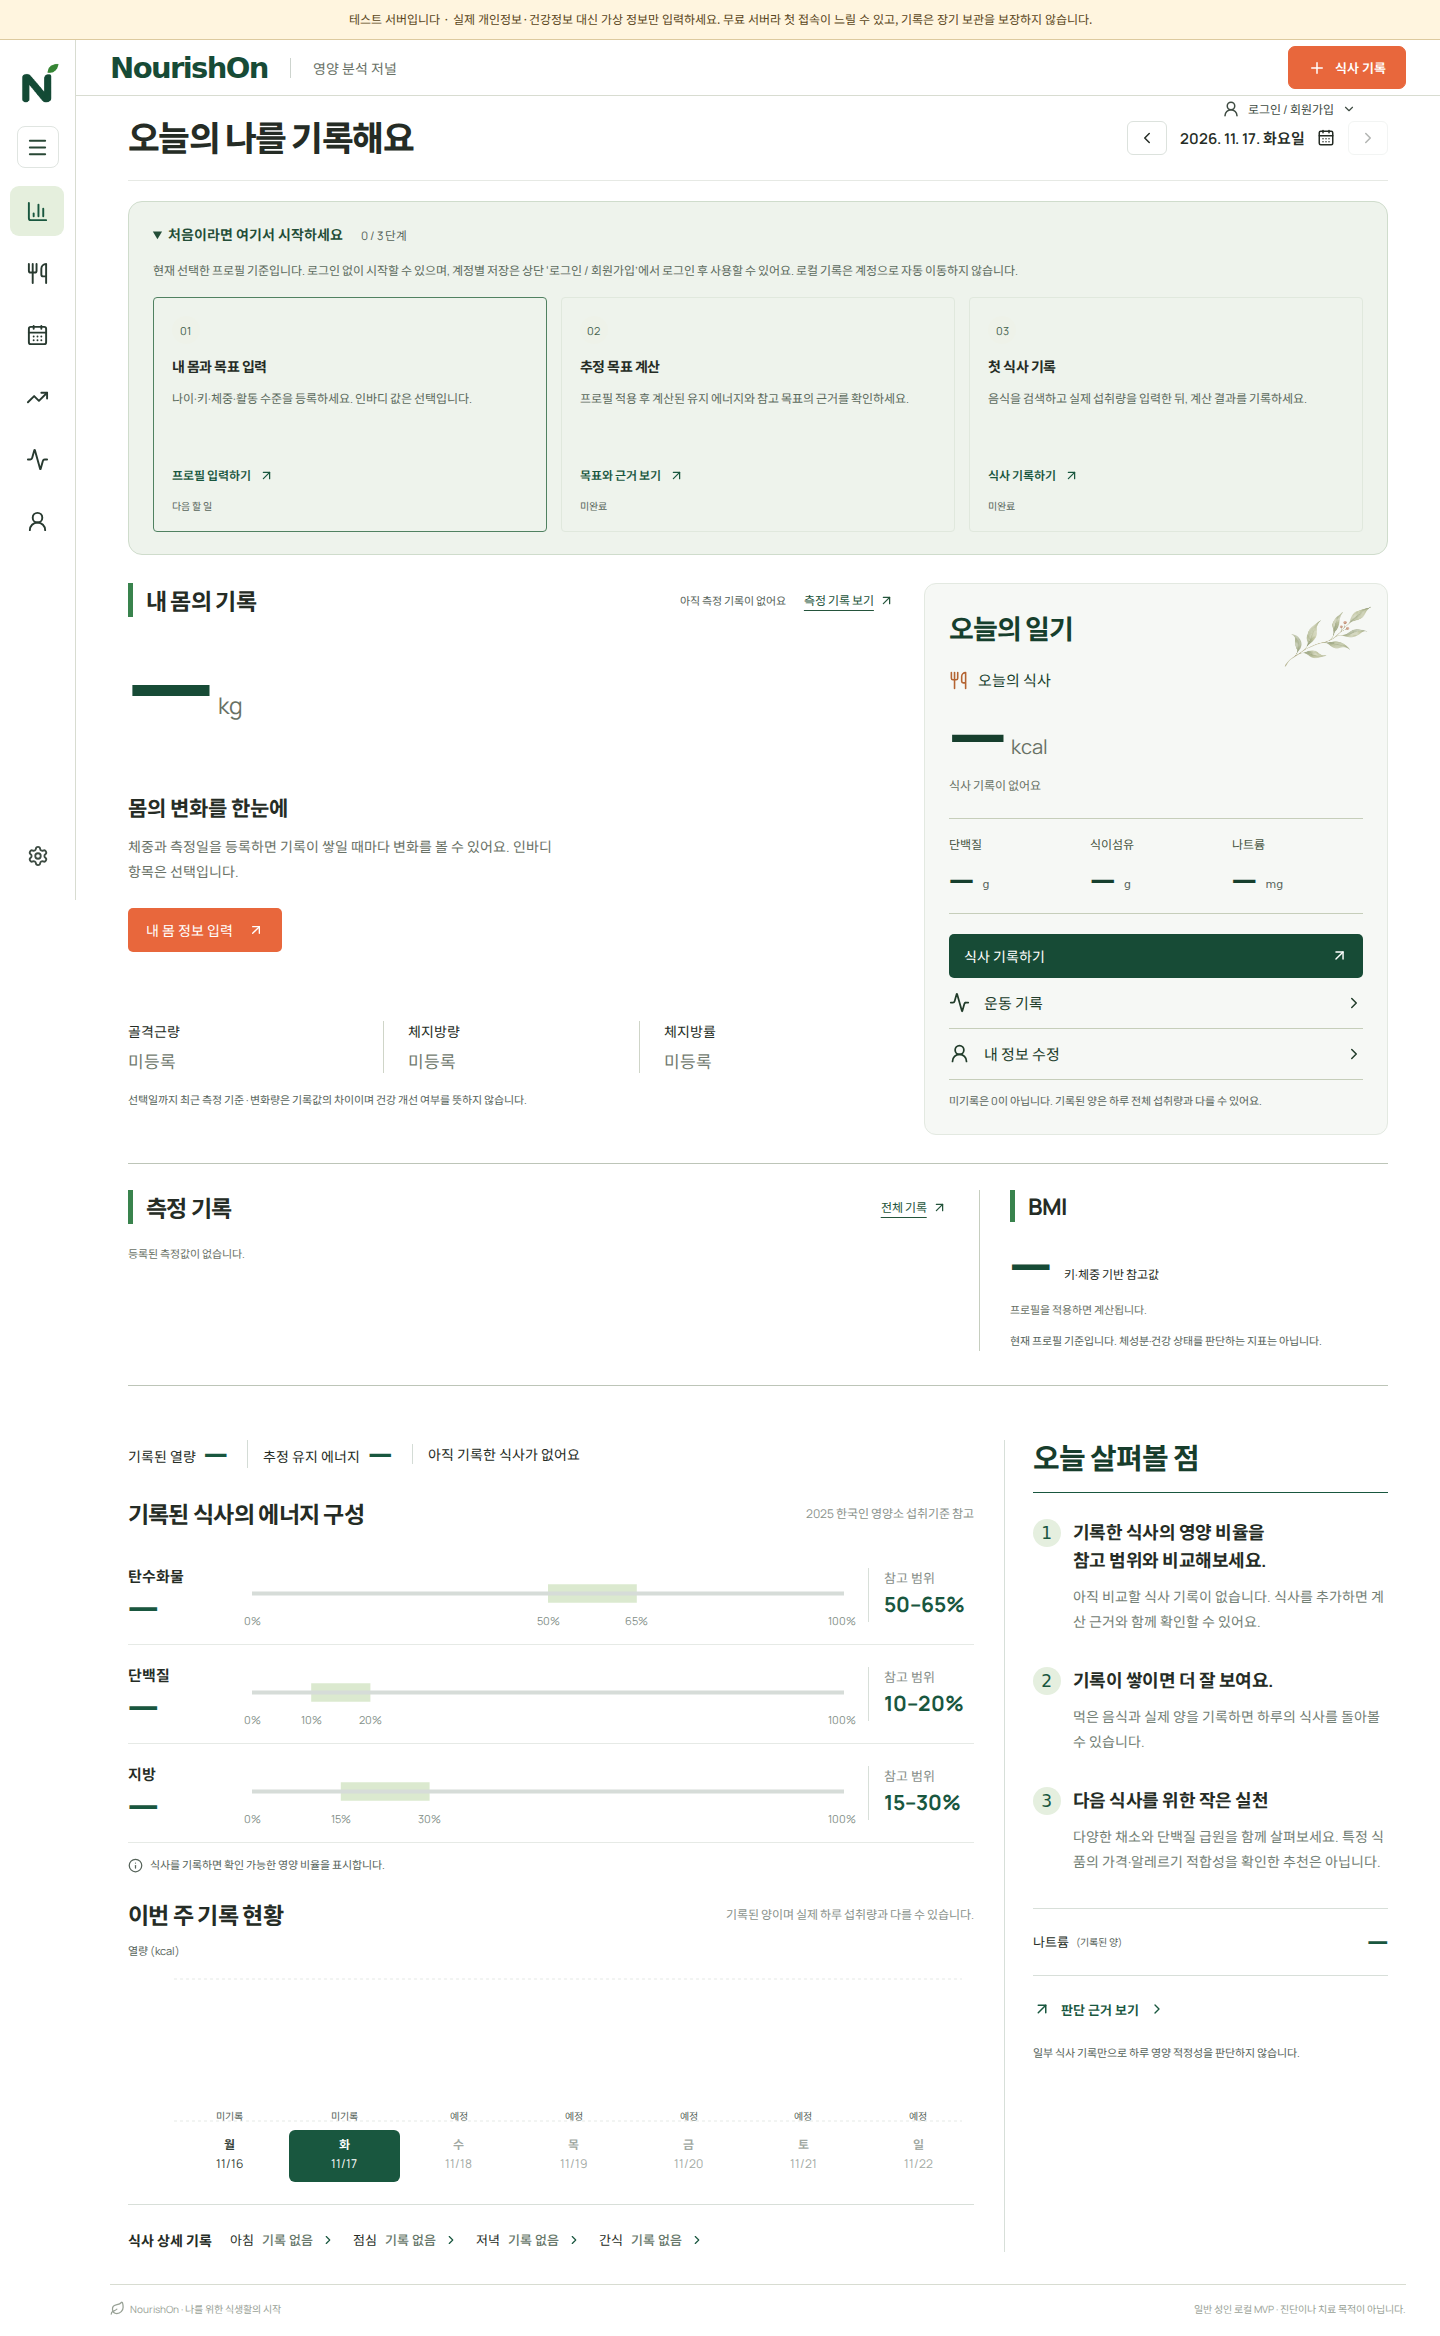 테스트 서버입니다 · 실제 개인정보·건강정보 대신 가상 정보만 입력하세요. 무료 서버라 첫 접속이 느릴 수 있고, 기록은 장기 보관을 보장하지 않습니다.
NourishOn
영양 분석 저널
식사 기록
로그인 / 회원가입
오늘의 나를 기록해요
2026. 11. 17. 화요일
처음이라면 여기서 시작하세요 0 / 3단계
현재 선택한 프로필 기준입니다. 로그인 없이 시작할 수 있으며, 계정별 저장은 상단 '로그인 / 회원가입'에서 로그인 후 사용할 수 있어요. 로컬 기록은 계정으로 자동 이동하지 않습니다.
01
내 몸과 목표 입력
나이·키·체중·활동 수준을 등록하세요. 인바디 값은 선택입니다.
프로필 입력하기
다음 할 일
02
추정 목표 계산
프로필 적용 후 계산된 유지 에너지와 참고 목표의 근거를 확인하세요.
목표와 근거 보기
미완료
03
첫 식사 기록
음식을 검색하고 실제 섭취량을 입력한 뒤, 계산 결과를 기록하세요.
식사 기록하기
미완료
내 몸의 기록
아직 측정 기록이 없어요 측정 기록 보기
— kg
몸의 변화를 한눈에
체중과 측정일을 등록하면 기록이 쌓일 때마다 변화를 볼 수 있어요. 인바디
항목은 선택입니다.
내 몸 정보 입력
골격근량
미등록
체지방량
미등록
체지방률
미등록
선택일까지 최근 측정 기준 · 변화량은 기록값의 차이이며 건강 개선 여부를 뜻하지 않습니다.
오늘의 일기
오늘의 식사
— kcal
식사 기록이 없어요
단백질
— g
식이섬유
— g
나트륨
— mg
식사 기록하기
운동 기록
내 정보 수정
미기록은 0이 아닙니다. 기록된 양은 하루 전체 섭취량과 다를 수 있어요.
측정 기록
전체 기록
등록된 측정값이 없습니다.
BMI
— 키·체중 기반 참고값
프로필을 적용하면 계산됩니다.
현재 프로필 기준입니다. 체성분·건강 상태를 판단하는 지표는 아닙니다.
기록된 열량 —
추정 유지 에너지 —
아직 기록한 식사가 없어요
기록된 식사의 에너지 구성
2025 한국인 영양소 섭취기준 참고
탄수화물
—
0% 50% 65% 100%
참고 범위
50–65%
단백질
—
0% 10% 20% 100%
참고 범위
10–20%
지방
—
0% 15% 30% 100%
참고 범위
15–30%
식사를 기록하면 확인 가능한 영양 비율을 표시합니다.
이번 주 기록 현황
기록된 양이며 실제 하루 섭취량과 다를 수 있습니다.
열량 (kcal)
미기록 미기록 예정 예정 예정 예정 예정
월 화 수 목 금 토 일
11/16 11/17 11/18 11/19 11/20 11/21 11/22
식사 상세 기록 아침 기록 없음 점심 기록 없음 저녁 기록 없음 간식 기록 없음
오늘 살펴볼 점
1
기록한 식사의 영양 비율을
참고 범위와 비교해보세요.
아직 비교할 식사 기록이 없습니다. 식사를 추가하면 계
산 근거와 함께 확인할 수 있어요.
2
기록이 쌓이면 더 잘 보여요.
먹은 음식과 실제 양을 기록하면 하루의 식사를 돌아볼
수 있습니다.
3
다음 식사를 위한 작은 실천
다양한 채소와 단백질 급원을 함께 살펴보세요. 특정 식
품의 가격·알레르기 적합성을 확인한 추천은 아닙니다.
나트륨 (기록된 양) —
판단 근거 보기
일부 식사 기록만으로 하루 영양 적정성을 판단하지 않습니다.
NourishOn · 나를 위한 식생활의 시작
일반 성인 로컬 MVP · 진단이나 치료 목적이 아닙니다.